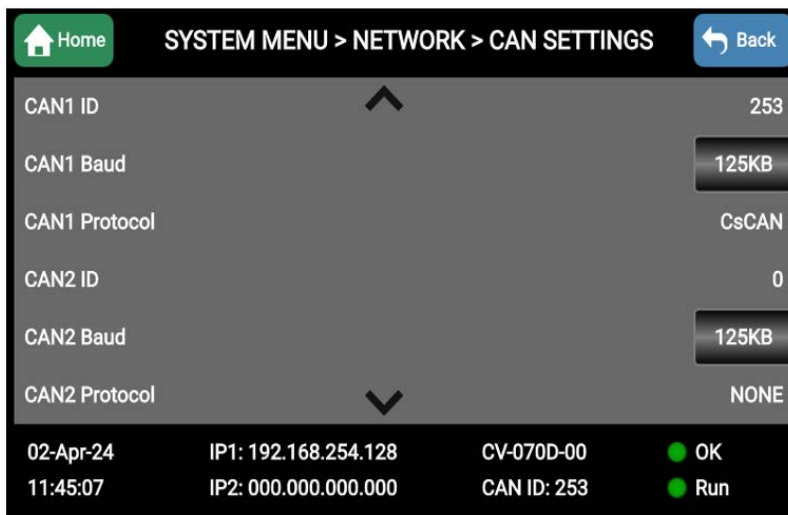 Home SYSTEM MENU > NETWORK > CAN SETTINGS Back
CAN1 ID 253
CAN1 Baud 125KB
CAN1 Protocol CsCAN
CAN2 ID 0
CAN2 Baud 125KB
CAN2 Protocol NONE
02-Apr-24 IP1: 192.168.254.128 CV-070D-00 OK
11:45:07 IP2: 000.000.000.000 CAN ID: 253 Run